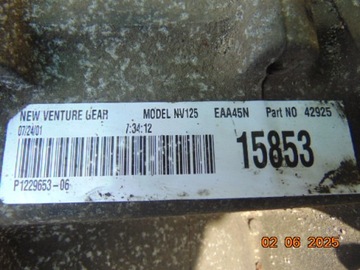 NEW VENTURE GEAR MODEL NV125 EAA45N Part NO 42925
07/24/01 7:34:12
15853
P1229653-06
02 06 2025